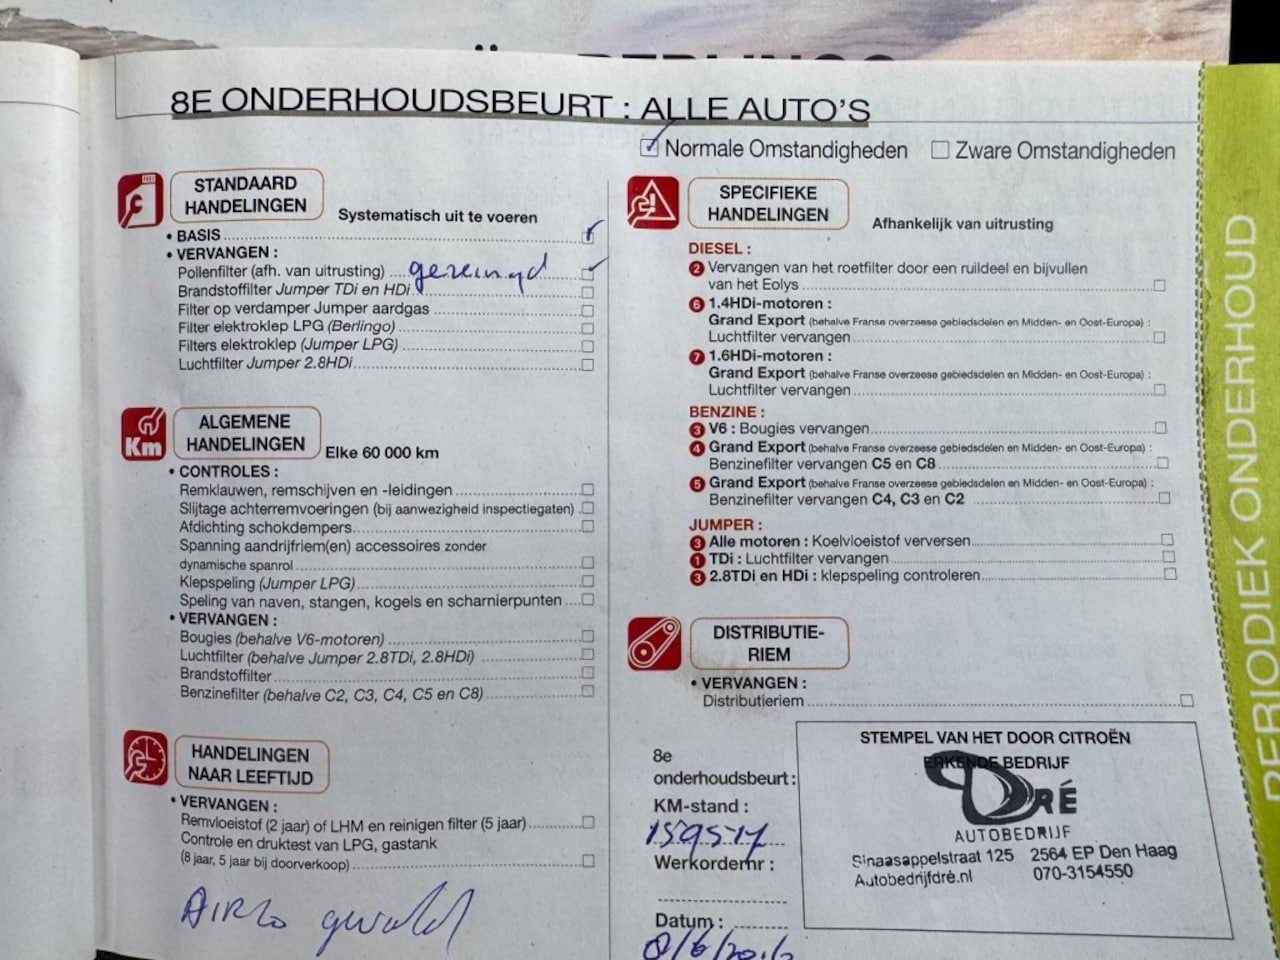 BERLINGO
8E ONDERHOUDSBEURT : ALLE AUTO'S
Normale Omstandigheden Zware Omstandigheden
STANDAARD
HANDELINGEN
Systematisch uit te voeren
• BASIS
• VERVANGEN :
Pollenfilter (afh. van uitrusting)
Brandstoffilter Jumper TDi en HDi
Filter op verdamper Jumper aardgas
Filter elektroklep LPG (Berlingo)
Filters elektroklep (Jumper LPG)
Luchtfilter Jumper 2.8HDi
Km
ALGEMENE
HANDELINGEN
Elke 60 000 km
• CONTROLES :
Remklauwen, remschijven en -leidingen
Slijtage achterremvoeringen (bij aanwezigheid inspectiegaten)
Afdichting schokdempers
Spanning aandrijfriem(en) accessoires zonder
dynamische spanrol
Klepspeling (Jumper LPG)
Speling van naven, stangen, kogels en scharnierpunten
• VERVANGEN :
Bougies (behalve V6-motoren)
Luchtfilter (behalve Jumper 2.8TDi, 2.8HDi)
Brandstoffilter
Benzinefilter (behalve C2, C3, C4, C5 en C8)
HANDELINGEN
NAAR LEEFTIJD
• VERVANGEN :
Remvloeistof (2 jaar) of LHM en reinigen filter (5 jaar)
Controle en druktest van LPG, gastank
(8 jaar, 5 jaar bij doorverkoop)
SPECIFIEKE
HANDELINGEN
Afhankelijk van uitrusting
DIESEL :
2 Vervangen van het roetfilter door een ruildeel en bijvullen
van het Eolys
6 1.4HDi-motoren :
Grand Export (behalve Franse overzeese gebiedsdelen en Midden- en Oost-Europa) :
Luchtfilter vervangen
7 1.6HDi-motoren :
Grand Export (behalve Franse overzeese gebiedsdelen en Midden- en Oost-Europa) :
Luchtfilter vervangen
BENZINE :
3 V6 : Bougies vervangen
4 Grand Export (behalve Franse overzeese gebiedsdelen en Midden- en Oost-Europa) :
Benzinefilter vervangen C5 en C8
5 Grand Export (behalve Franse overzeese gebiedsdelen en Midden- en Oost-Europa) :
Benzinefilter vervangen C4, C3 en C2
JUMPER :
3 Alle motoren : Koelvloeistof verversen
1 TDi : Luchtfilter vervangen
3 2.8TDi en HDi : klepspeling controleren
DISTRIBUTIE-
RIEM
• VERVANGEN :
Distributieriem
8e
onderhoudsbeurt :
KM-stand :
159517
Werkordernr :
Datum :
STEMPEL VAN HET DOOR CITROËN
ERKENDE BEDRIJF
DRÉ
AUTOBEDRIJF
Sinaasappelstraat 125 2564 EP Den Haag
Autobedrijfdré.nl 070-3154550
PERIODIEK ONDERHOUD